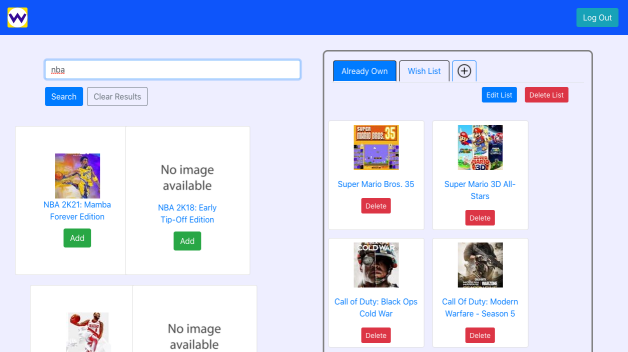 W
Log Out
nba
Search
Clear Results
NBA 2K21: Mamba
Forever Edition
Add
No image
available
NBA 2K18: Early
Tip-Off Edition
Add
No image
available
Already Own
Wish List
Edit List
Delete List
SUPER
MARIO BROS. 35
Super Mario Bros. 35
Delete
Super Mario 3D All-
Stars
Delete
COLD WAR
Call of Duty: Black Ops
Cold War
Delete
WARZONE
Call Of Duty: Modern
Warfare - Season 5
Delete